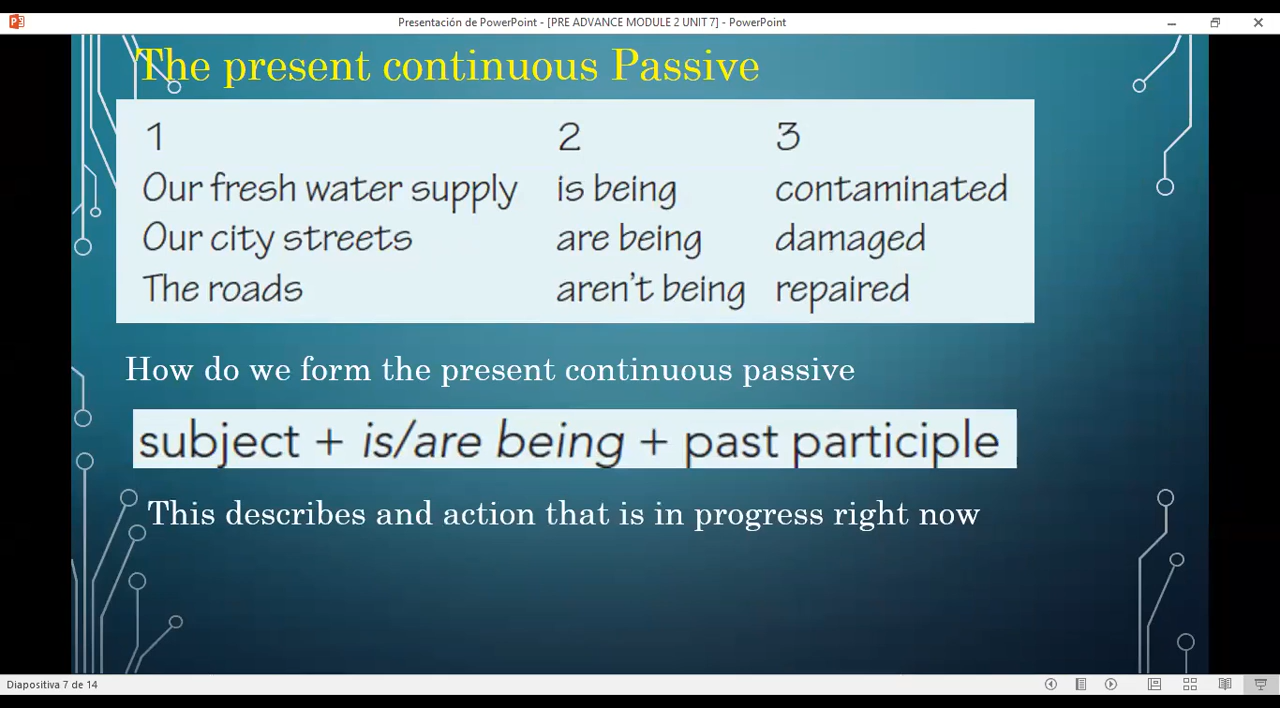 Presentación de PowerPoint - [PRE ADVANCE MODULE 2 UNIT 7] - PowerPoint
The present continuous Passive
1 2 3
Our fresh water supply is being contaminated
Our city streets are being damaged
The roads aren't being repaired
How do we form the present continuous passive
subject + is/are being + past participle
This describes and action that is in progress right now
Diapositiva 7 de 14